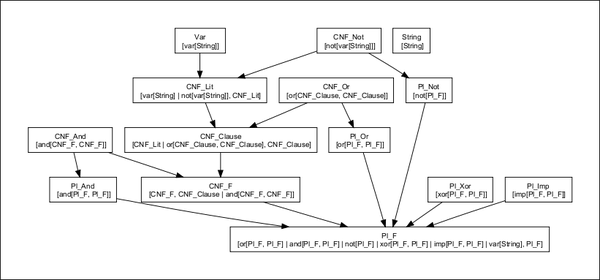 Var
[var[String]]
CNF_Not
[not[var[String]]]
String
[String]
CNF_Lit
[var[String] | not[var[String]], CNF_Lit]
CNF_Or
[or[CNF_Clause, CNF_Clause]]
Pl_Not
[not[Pl_F]]
CNF_And
[and[CNF_F, CNF_F]]
CNF_Clause
[CNF_Lit | or[CNF_Clause, CNF_Clause], CNF_Clause]
Pl_Or
[or[Pl_F, Pl_F]]
Pl_And
[and[Pl_F, Pl_F]]
CNF_F
[CNF_F, CNF_Clause | and[CNF_F, CNF_F]]
Pl_Xor
[xor[Pl_F, Pl_F]]
Pl_Imp
[imp[Pl_F, Pl_F]]
Pl_F
[or[Pl_F, Pl_F] | and[Pl_F, Pl_F] | not[Pl_F] | xor[Pl_F, Pl_F] | imp[Pl_F, Pl_F] | var[String], Pl_F]